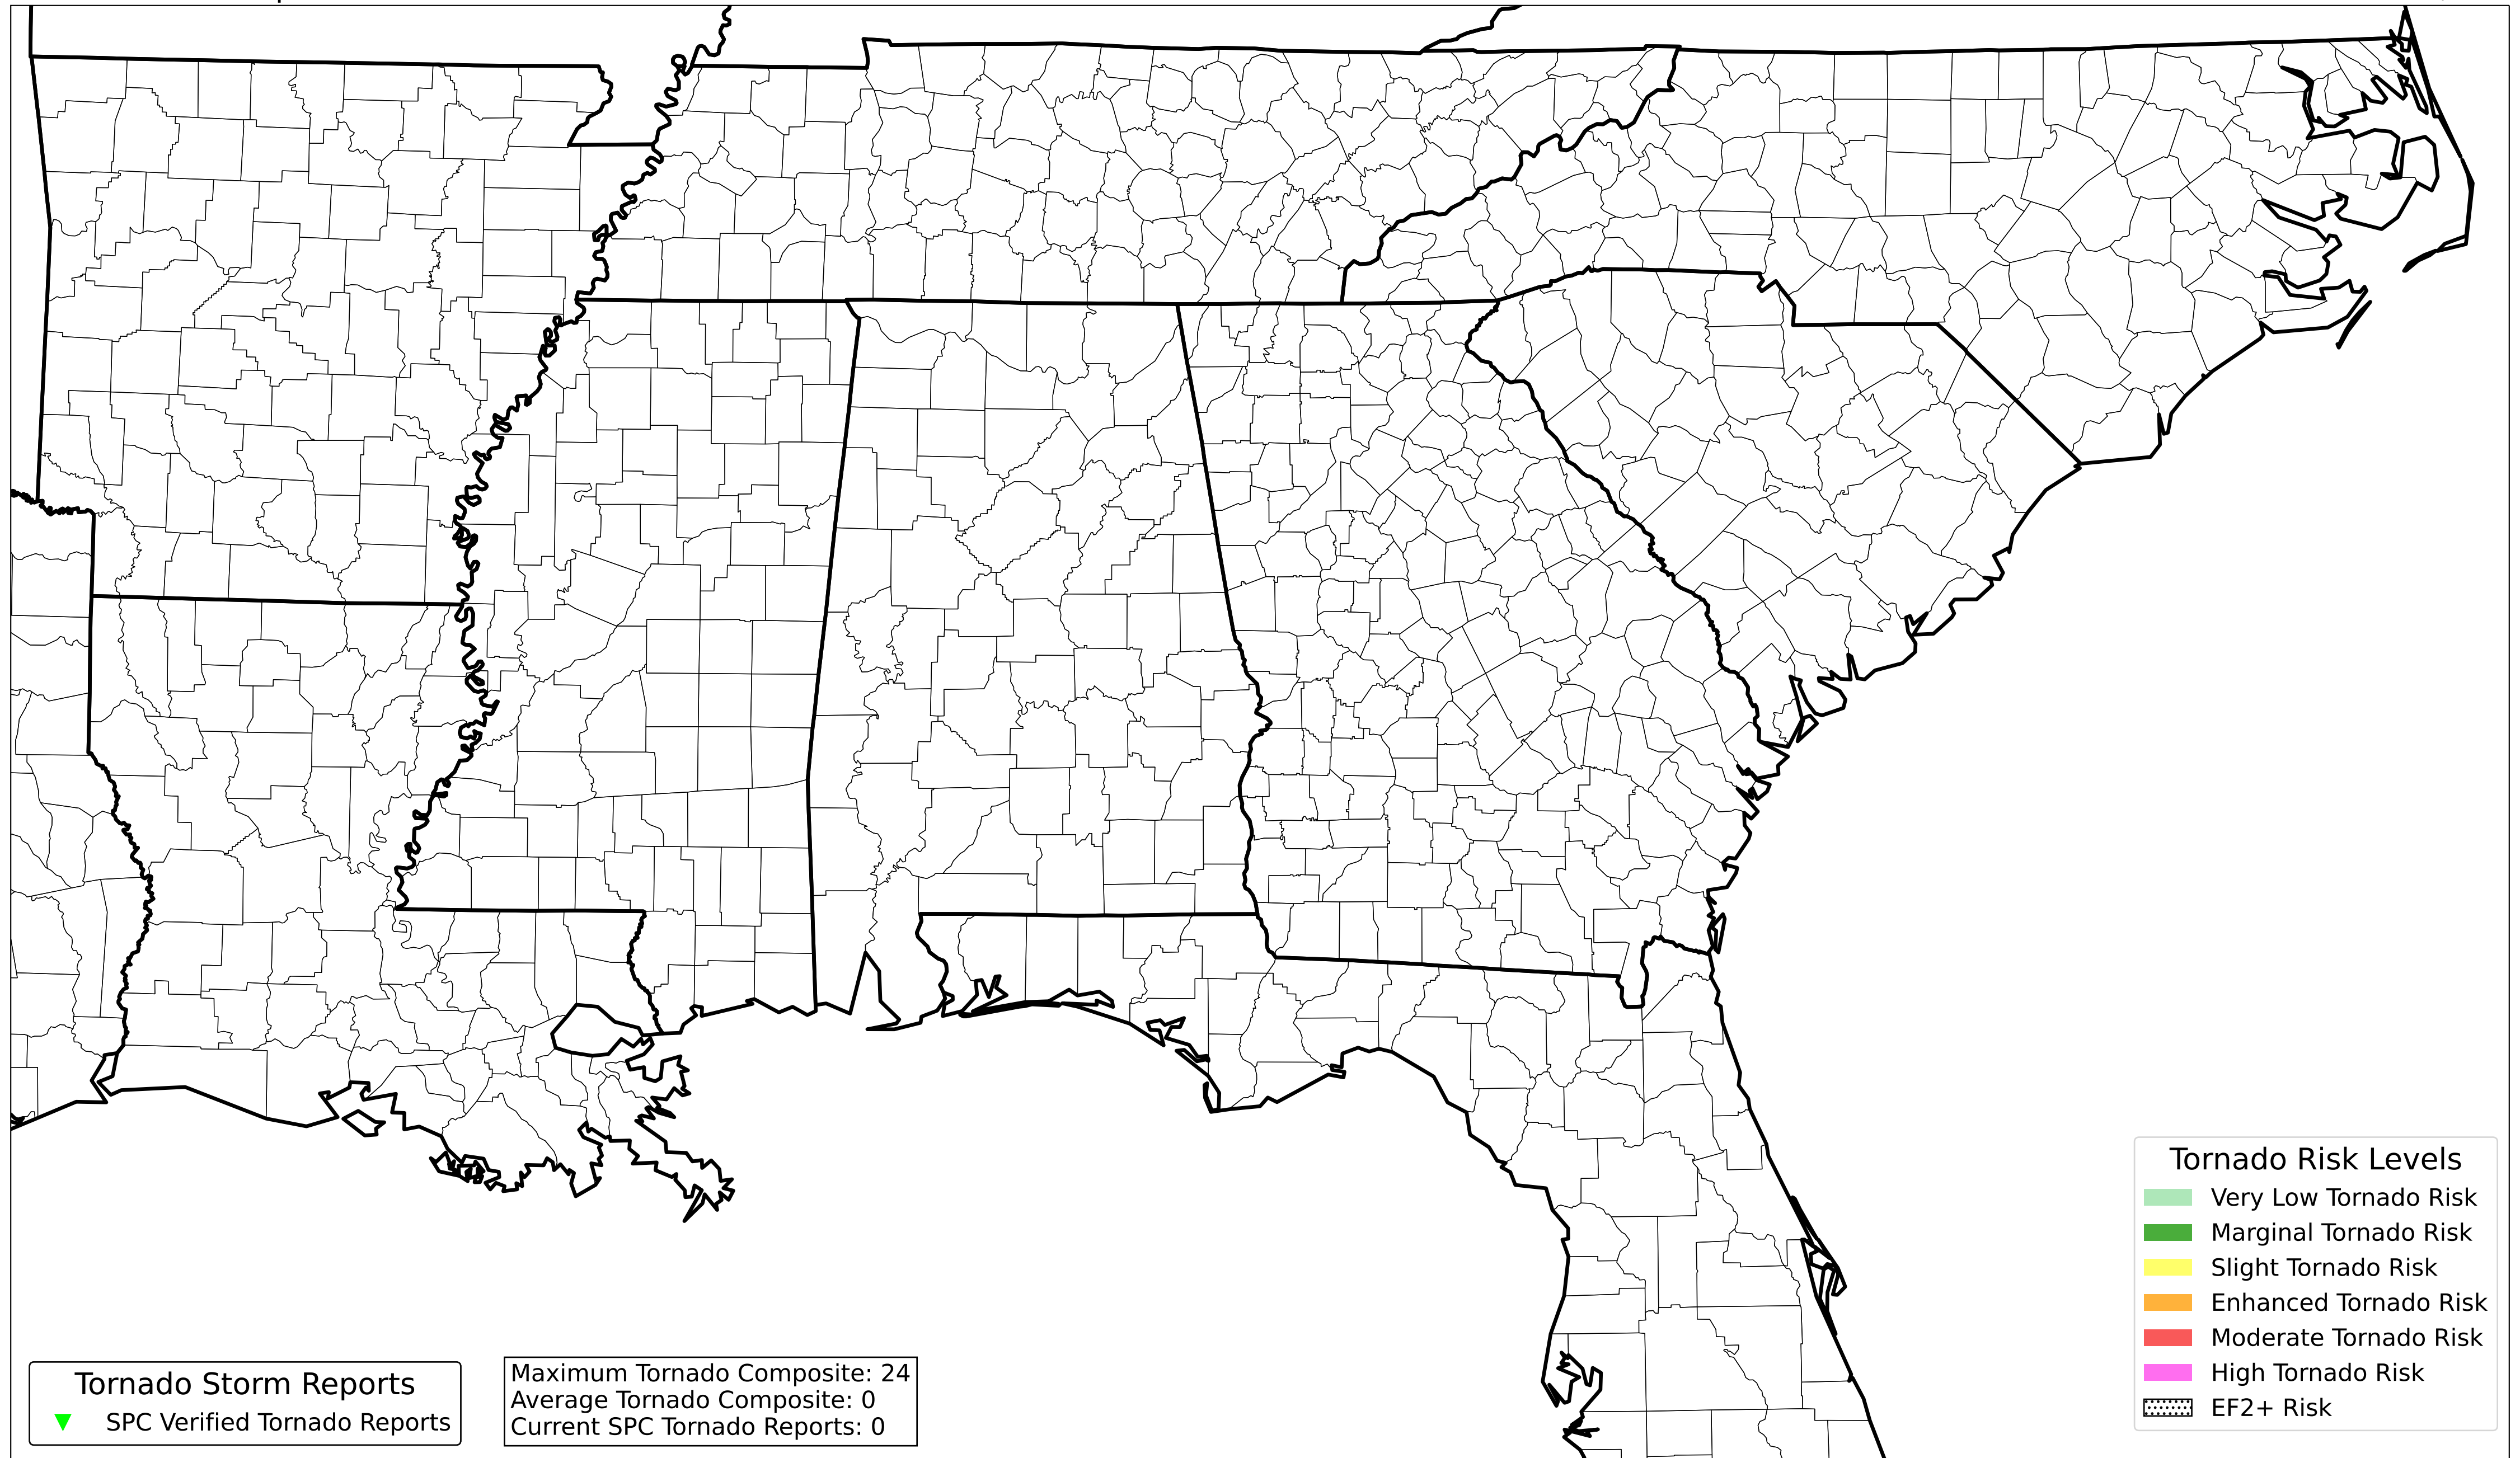 Tornado Risk Levels
Very Low Tornado Risk
Marginal Tornado Risk
Slight Tornado Risk
Enhanced Tornado Risk
Moderate Tornado Risk
High Tornado Risk
EF2+ Risk
Tornado Storm Reports
SPC Verified Tornado Reports
Maximum Tornado Composite: 24
Average Tornado Composite: 0
Current SPC Tornado Reports: 0